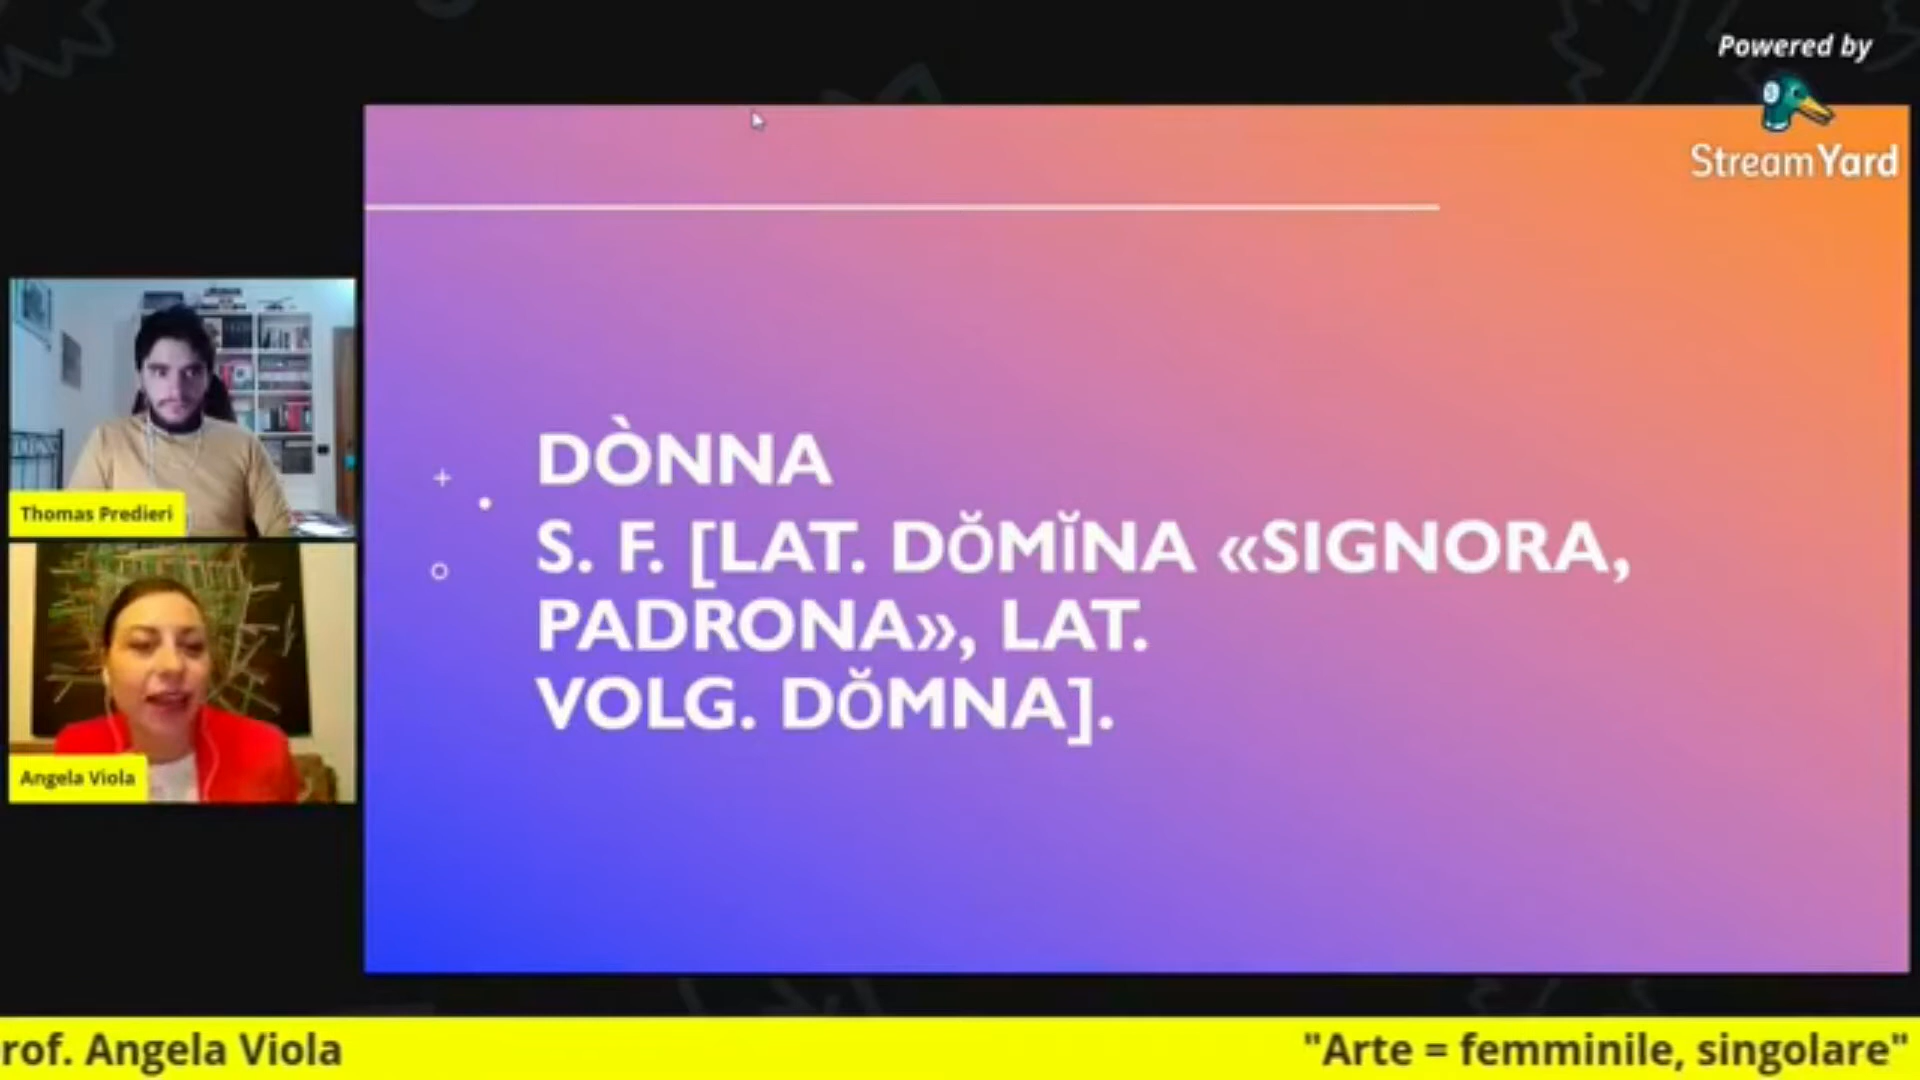 Powered by
StreamYard
DÒNNA
S. F. [LAT. DŎMĬNA «SIGNORA,
PADRONA», LAT.
VOLG. DŎMNA].
Thomas Predieri
Angela Viola
rof. Angela Viola
"Arte = femminile, singolare"